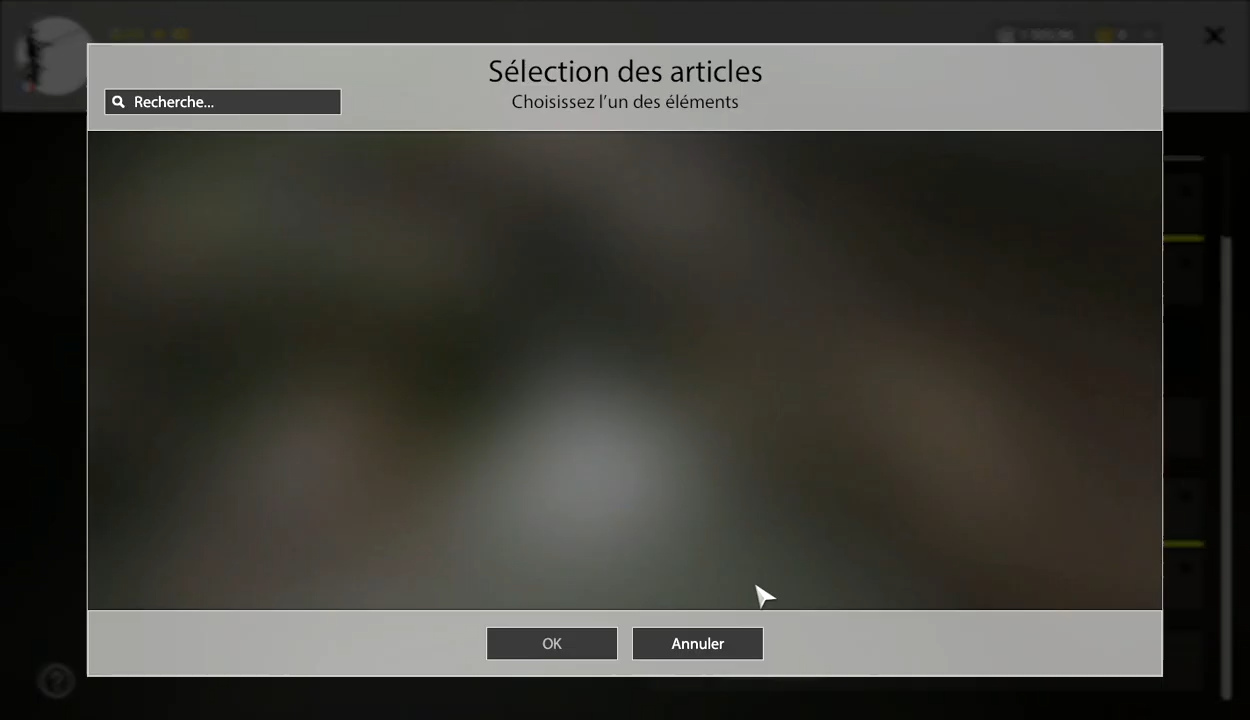 Sélection des articles
Choisissez l'un des éléments
Recherche...
OK
Annuler